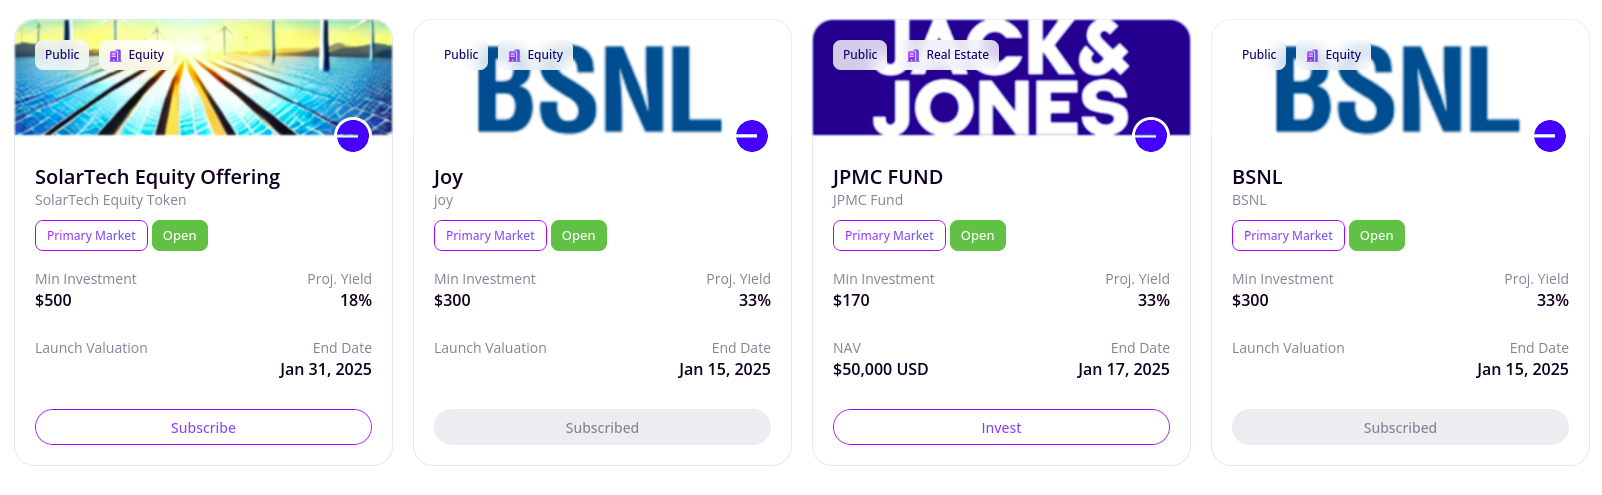 Public Equity
SolarTech Equity Offering
SolarTech Equity Token
Primary Market Open
Min Investment Proj. Yield
$500 18%
Launch Valuation End Date
Jan 31, 2025
Subscribe
Public Equity
BSNL
Joy
joy
Primary Market Open
Min Investment Proj. Yield
$300 33%
Launch Valuation End Date
Jan 15, 2025
Subscribed
Public Real Estate
JACK&
JONES
JPMC FUND
JPMC Fund
Primary Market Open
Min Investment Proj. Yield
$170 33%
NAV End Date
$50,000 USD Jan 17, 2025
Invest
Public Equity
BSNL
BSNL
BSNL
Primary Market Open
Min Investment Proj. Yield
$300 33%
Launch Valuation End Date
Jan 15, 2025
Subscribed